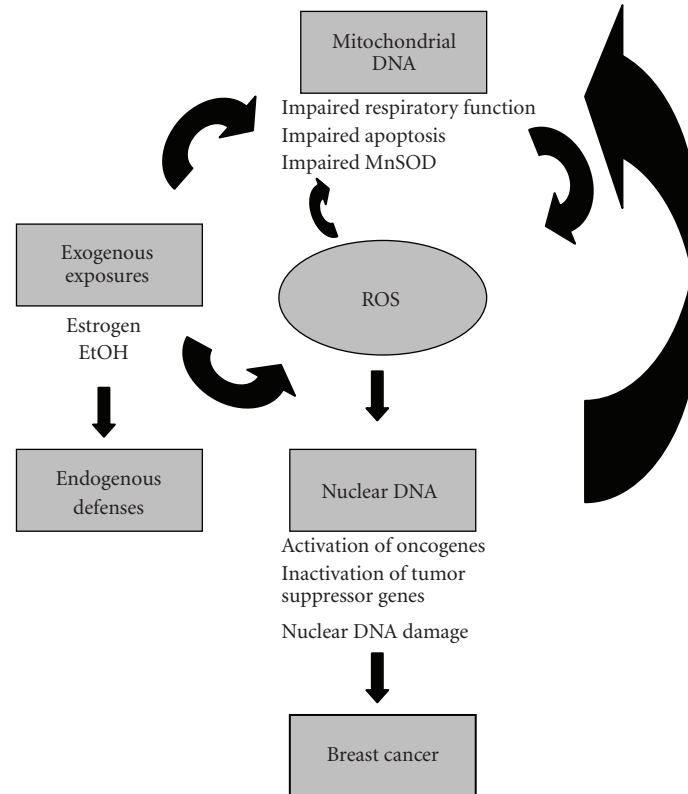 Mitochondrial
DNA
Impaired respiratory function
Impaired apoptosis
Impaired MnSOD
Exogenous
exposures
Estrogen
EtOH
ROS
Endogenous
defenses
Nuclear DNA
Activation of oncogenes
Inactivation of tumor
suppressor genes
Nuclear DNA damage
Breast cancer